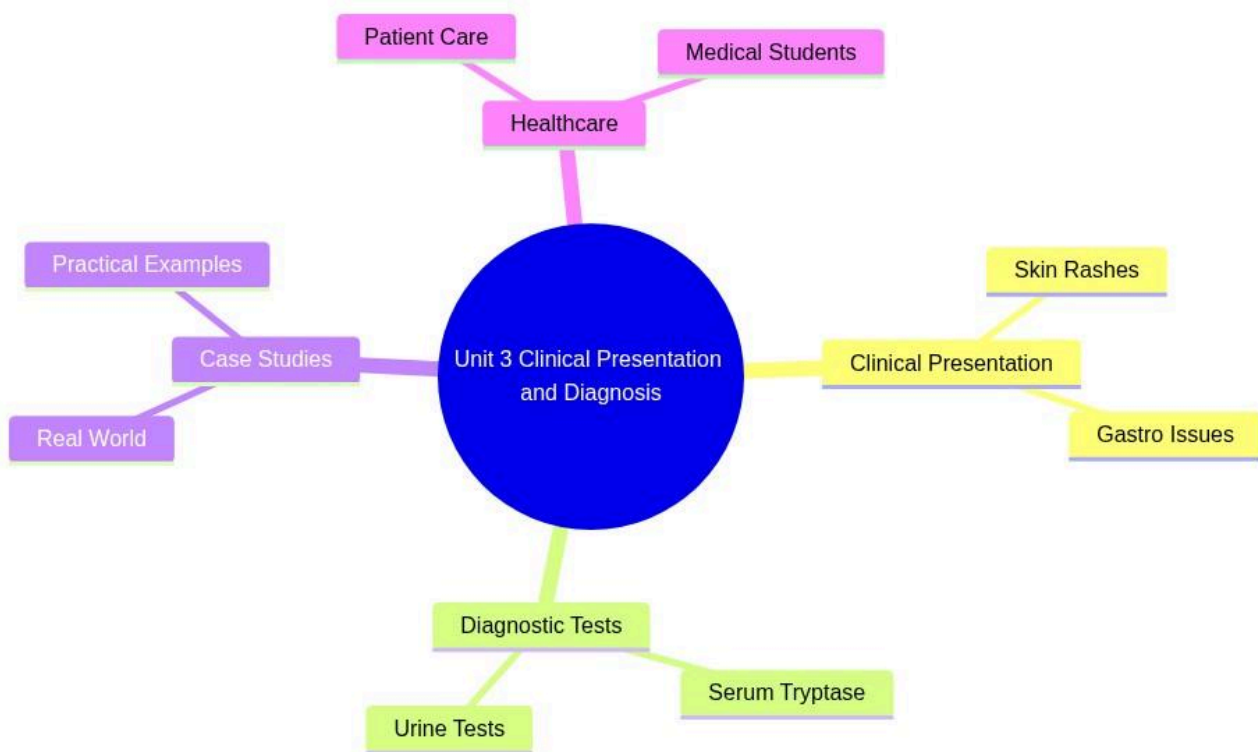 Patient Care
Medical Students
Healthcare
Practical Examples
Case Studies
Real World
Unit 3 Clinical Presentation
and Diagnosis
Skin Rashes
Clinical Presentation
Gastro Issues
Diagnostic Tests
Serum Tryptase
Urine Tests